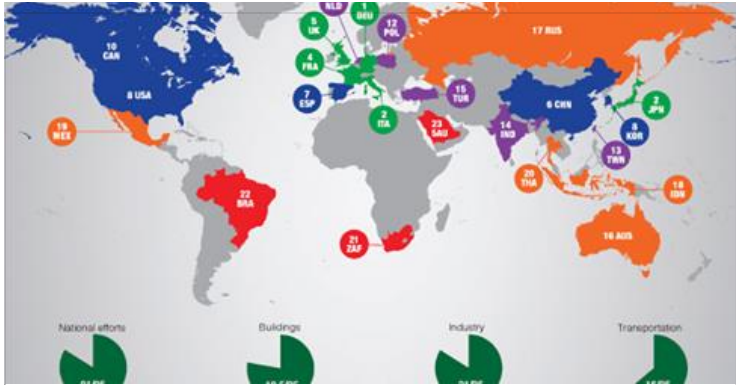 NLD
1
DEU
12
POL
5
UK
17 RUS
10
CAN
4
FRA
8 USA
7
ESP
15
TUR
6 CHN
2
JPN
2
ITA
23
SAU
14
IND
8
KOR
19
MEX
13
TWN
20
THA
18
IDN
22
BRA
16 AUS
21
ZAF
National efforts
Buildings
Industry
Transportation